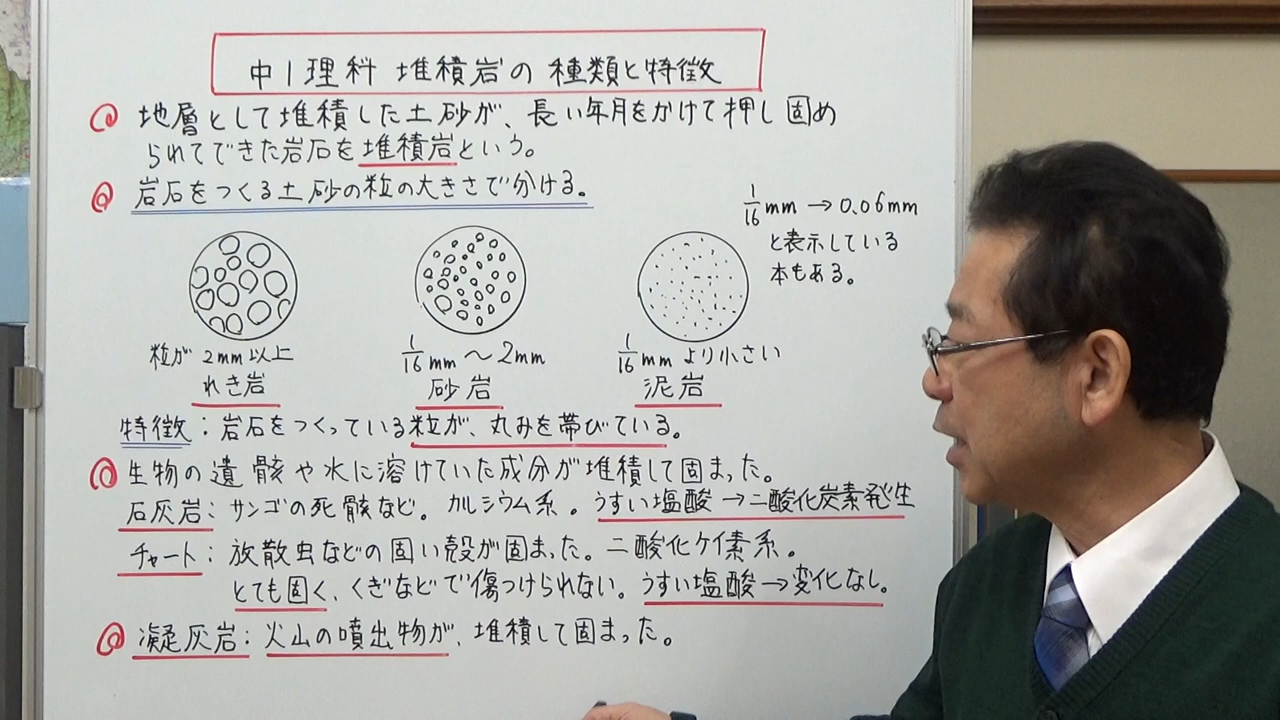 中1理科 堆積岩の種類と特徴
地層として堆積した土砂が、長い年月をかけて押し固め
られてできた岩石を堆積岩という。
岩石をつくる土砂の粒の大きさで分ける。
1/16mm → 0.06mm
と表示している
本もある。
粒が2mm以上
れき岩
1/16mm 〜 2mm
砂岩
1/16mmより小さい
泥岩
特徴：岩石をつくっている粒が、丸みを帯びている。
生物の遺骸や水に溶けていた成分が堆積して固まった。
石灰岩：サンゴの死骸など。カルシウム系。うすい塩酸→二酸化炭素発生
チャート：放散虫などの固い殻が固まった。二酸化ケイ素系。
とても固く、くぎなどで傷つけられない。うすい塩酸→変化なし。
凝灰岩：火山の噴出物が、堆積して固まった。